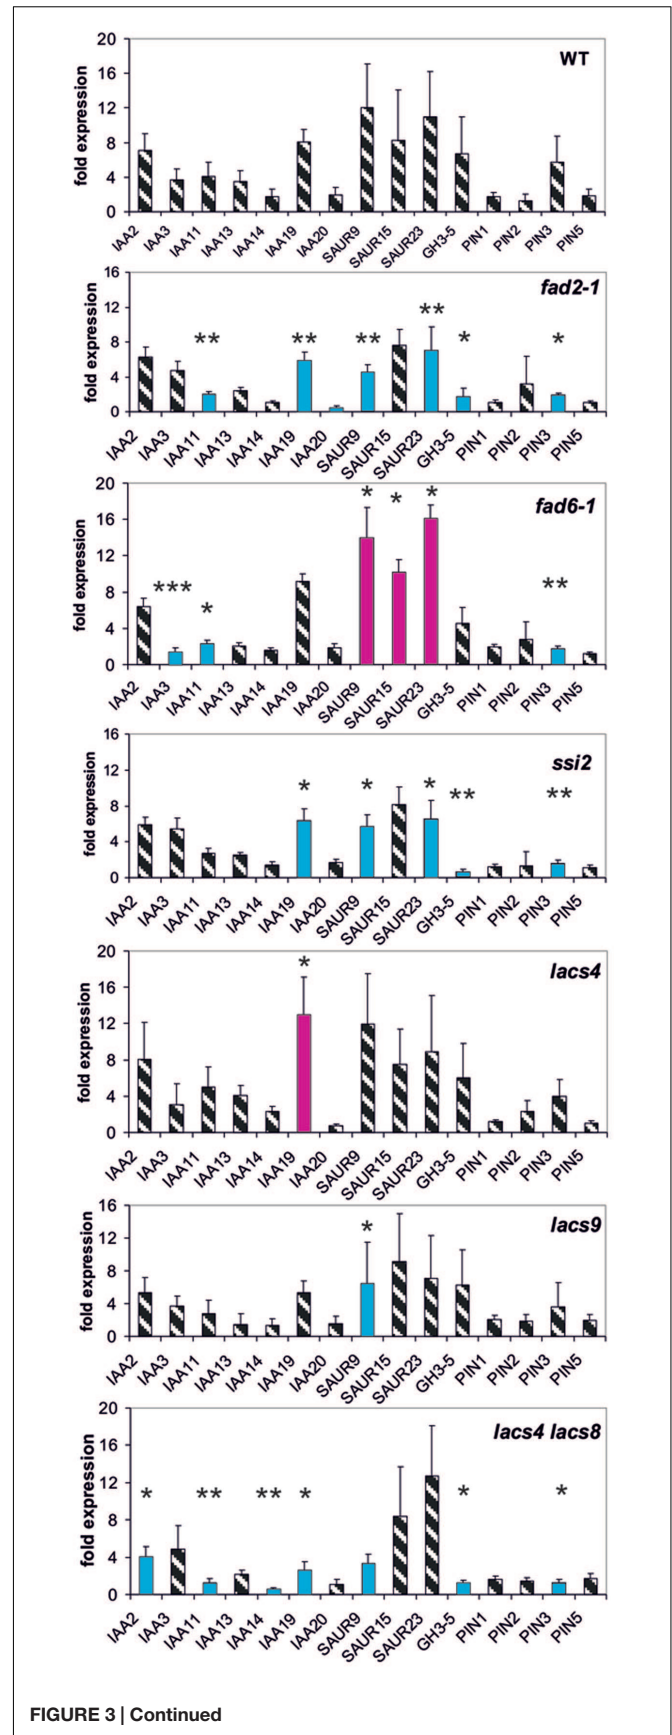 WT
fold expression
20
16
12
8
4
0
IAA2 IAA3 IAA11 IAA13 IAA14 IAA19 IAA20 SAUR9 SAUR15 SAUR23 GH3-5 PIN1 PIN2 PIN3 PIN5
fad2-1
fold expression
16
12
8
4
0
** ** ** ** * *
IAA2 IAA3 IAA11 IAA13 IAA14 IAA19 IAA20 SAUR9 SAUR15 SAUR23 GH3-5 PIN1 PIN2 PIN3 PIN5
fad6-1
fold expression
20
16
12
8
4
0
*** * * * * **
IAA2 IAA3 IAA11 IAA13 IAA14 IAA19 IAA20 SAUR9 SAUR15 SAUR23 GH3-5 PIN1 PIN2 PIN3 PIN5
ssi2
fold expression
16
12
8
4
0
* * * ** **
IAA2 IAA3 IAA11 IAA13 IAA14 IAA19 IAA20 SAUR9 SAUR15 SAUR23 GH3-5 PIN1 PIN2 PIN3 PIN5
lacs4
fold expression
20
16
12
8
4
0
*
IAA2 IAA3 IAA11 IAA13 IAA14 IAA19 IAA20 SAUR9 SAUR15 SAUR23 GH3-5 PIN1 PIN2 PIN3 PIN5
lacs9
fold expression
16
12
8
4
0
*
IAA2 IAA3 IAA11 IAA13 IAA14 IAA19 IAA20 SAUR9 SAUR15 SAUR23 GH3-5 PIN1 PIN2 PIN3 PIN5
lacs4 lacs8
fold expression
20
16
12
8
4
0
* ** ** * * *
IAA2 IAA3 IAA11 IAA13 IAA14 IAA19 IAA20 SAUR9 SAUR15 SAUR23 GH3-5 PIN1 PIN2 PIN3 PIN5
FIGURE 3 | Continued